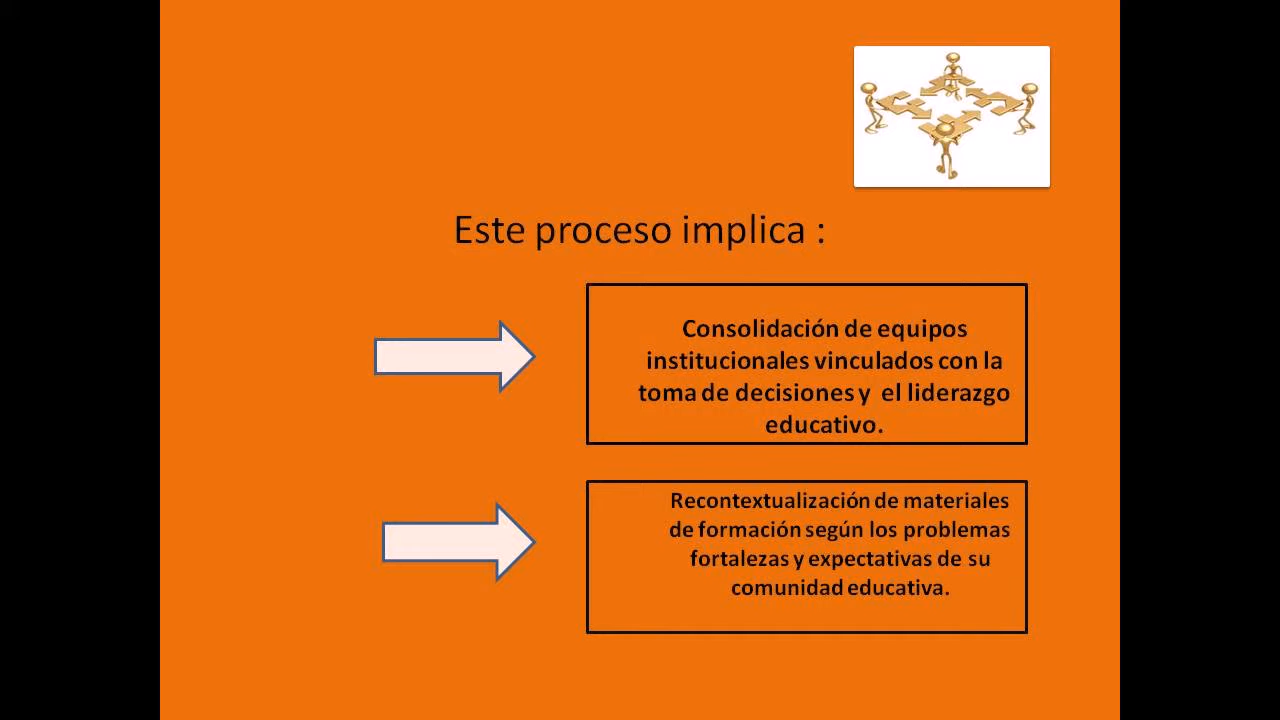 Este proceso implica :
Consolidación de equipos
institucionales vinculados con la
toma de decisiones y el liderazgo
educativo.
Recontextualización de materiales
de formación según los problemas
fortalezas y expectativas de su
comunidad educativa.